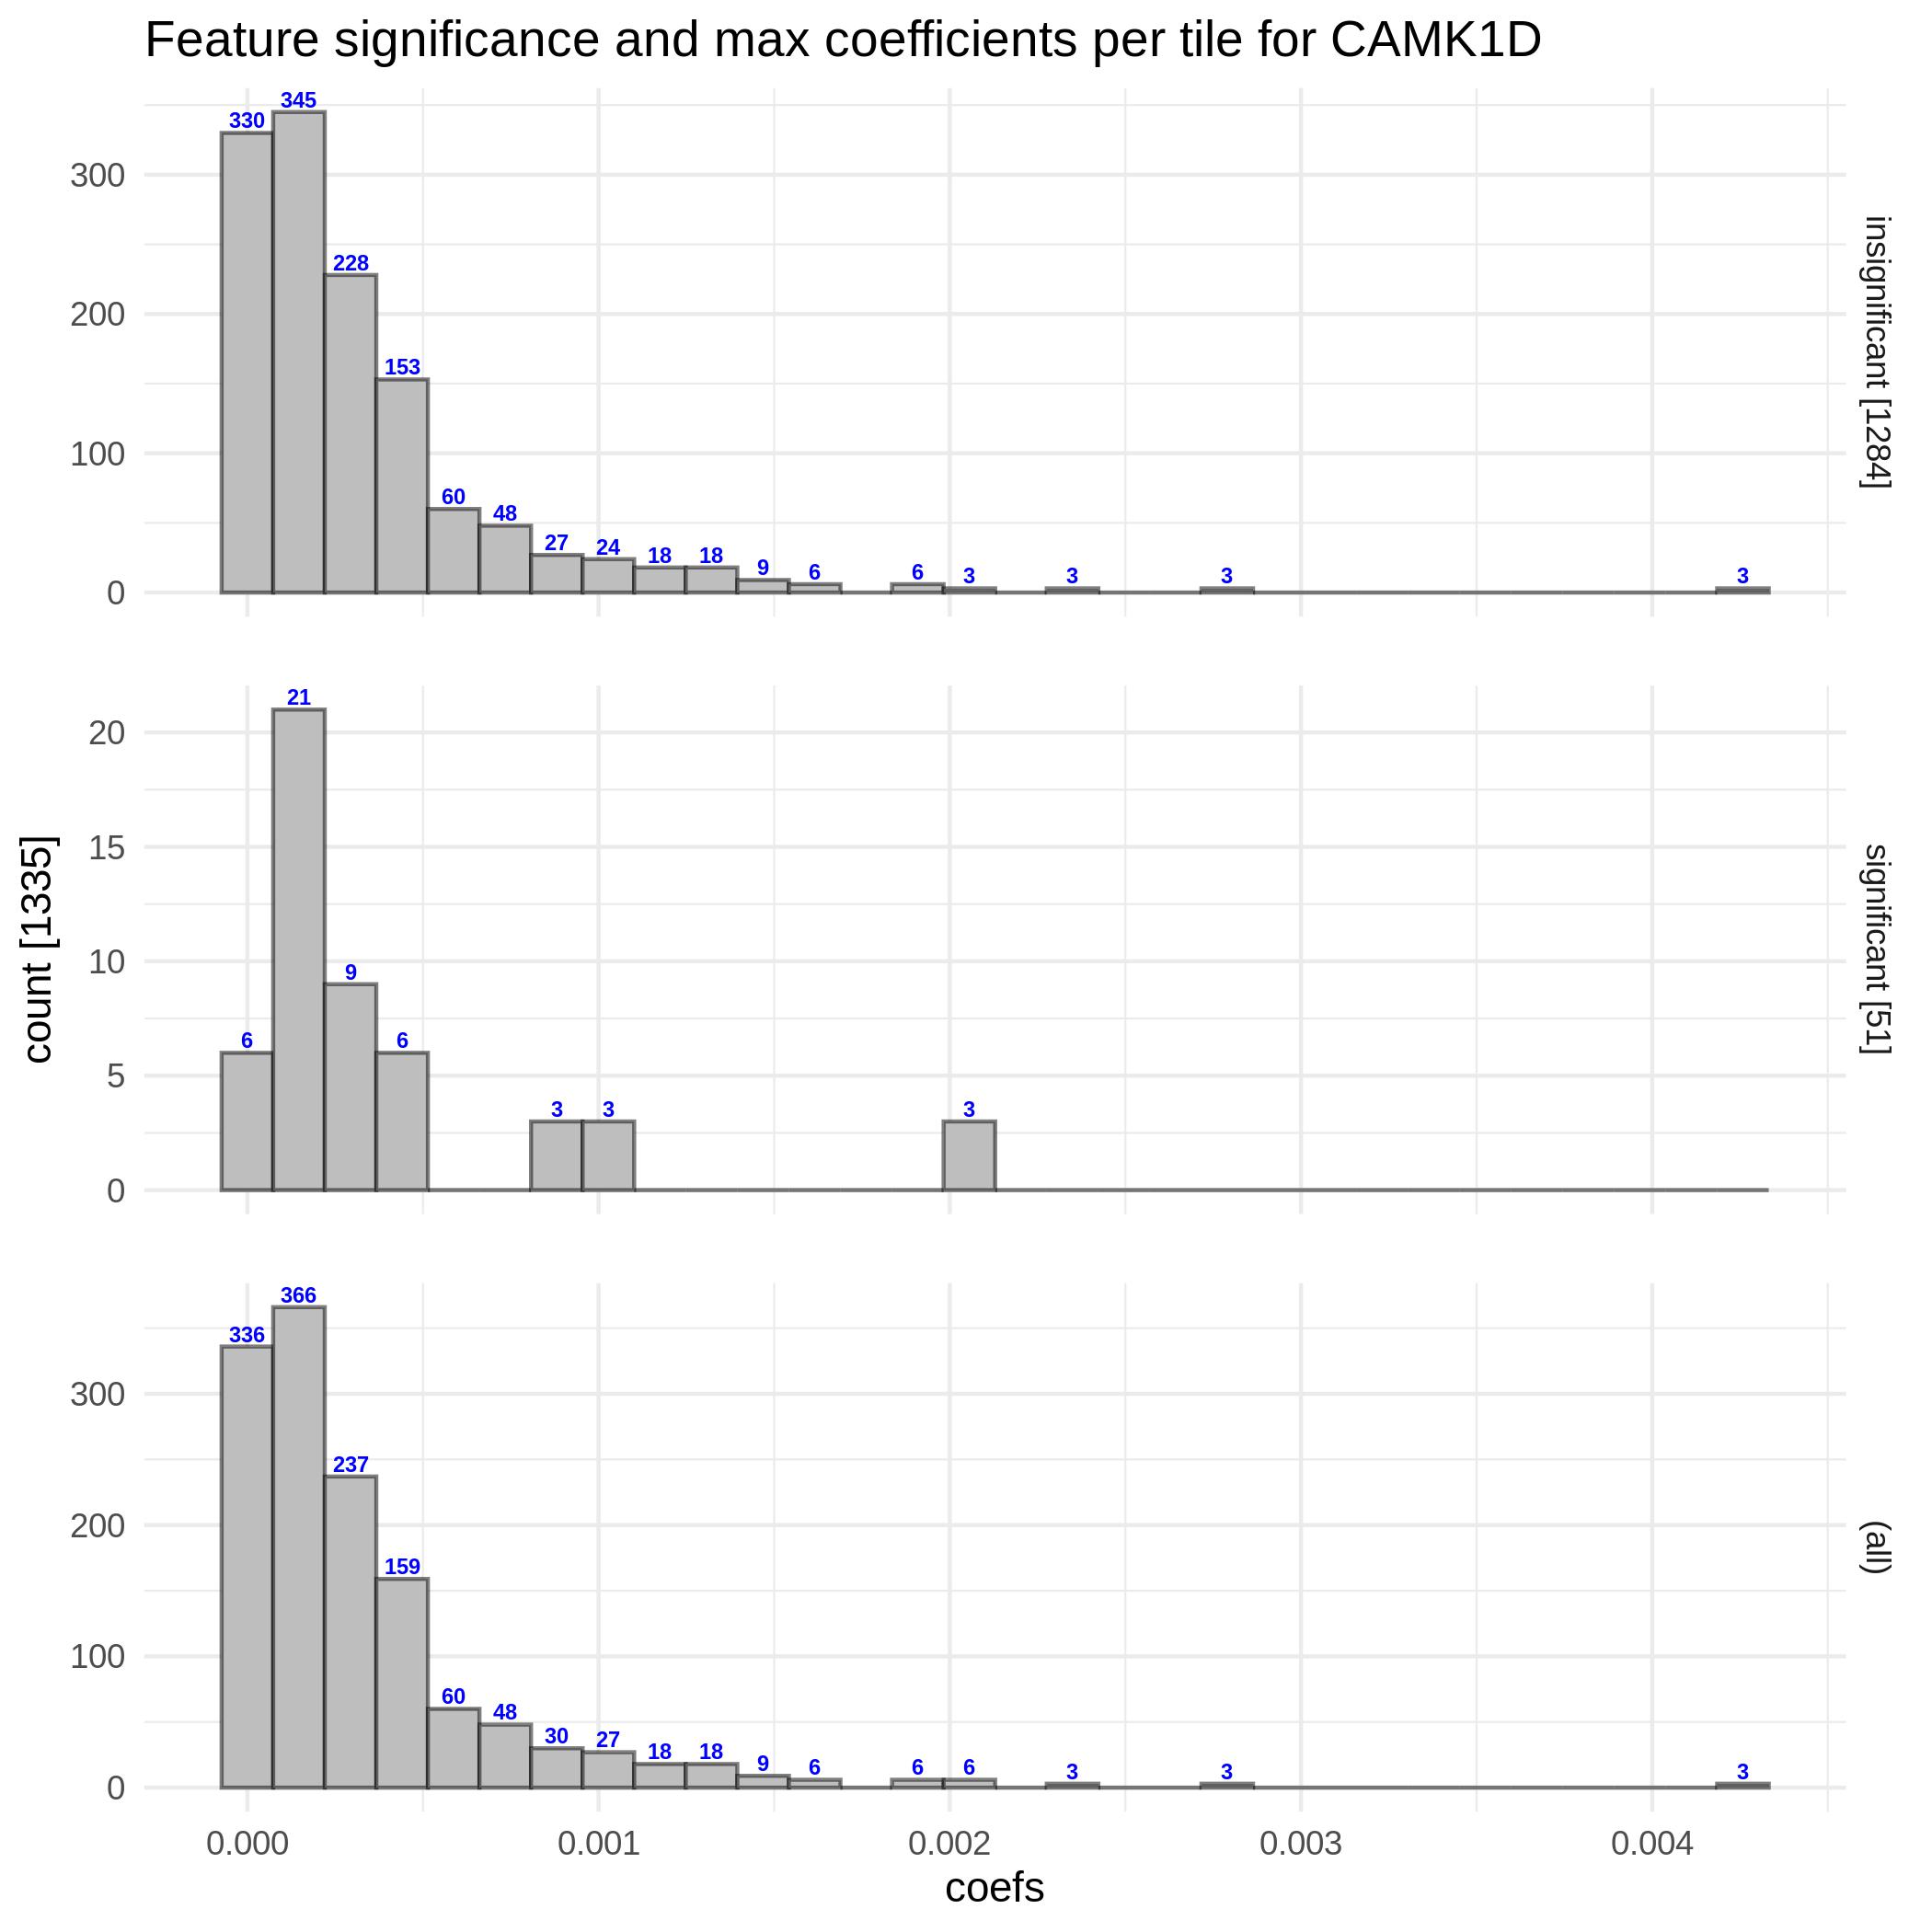 Feature significance and max coefficients per tile for CAMK1D
330 345 228 153 60 48 27 24 18 18 9 6 6 3 3 3 3
300
200
100
0
insignificant [1284]
6 21 9 6 3 3 3
20
15
10
5
0
significant [51]
count [1335]
336 366 237 159 60 48 30 27 18 18 9 6 6 6 3 3 3
300
200
100
0
(all)
0.000 0.001 0.002 0.003 0.004
coefs